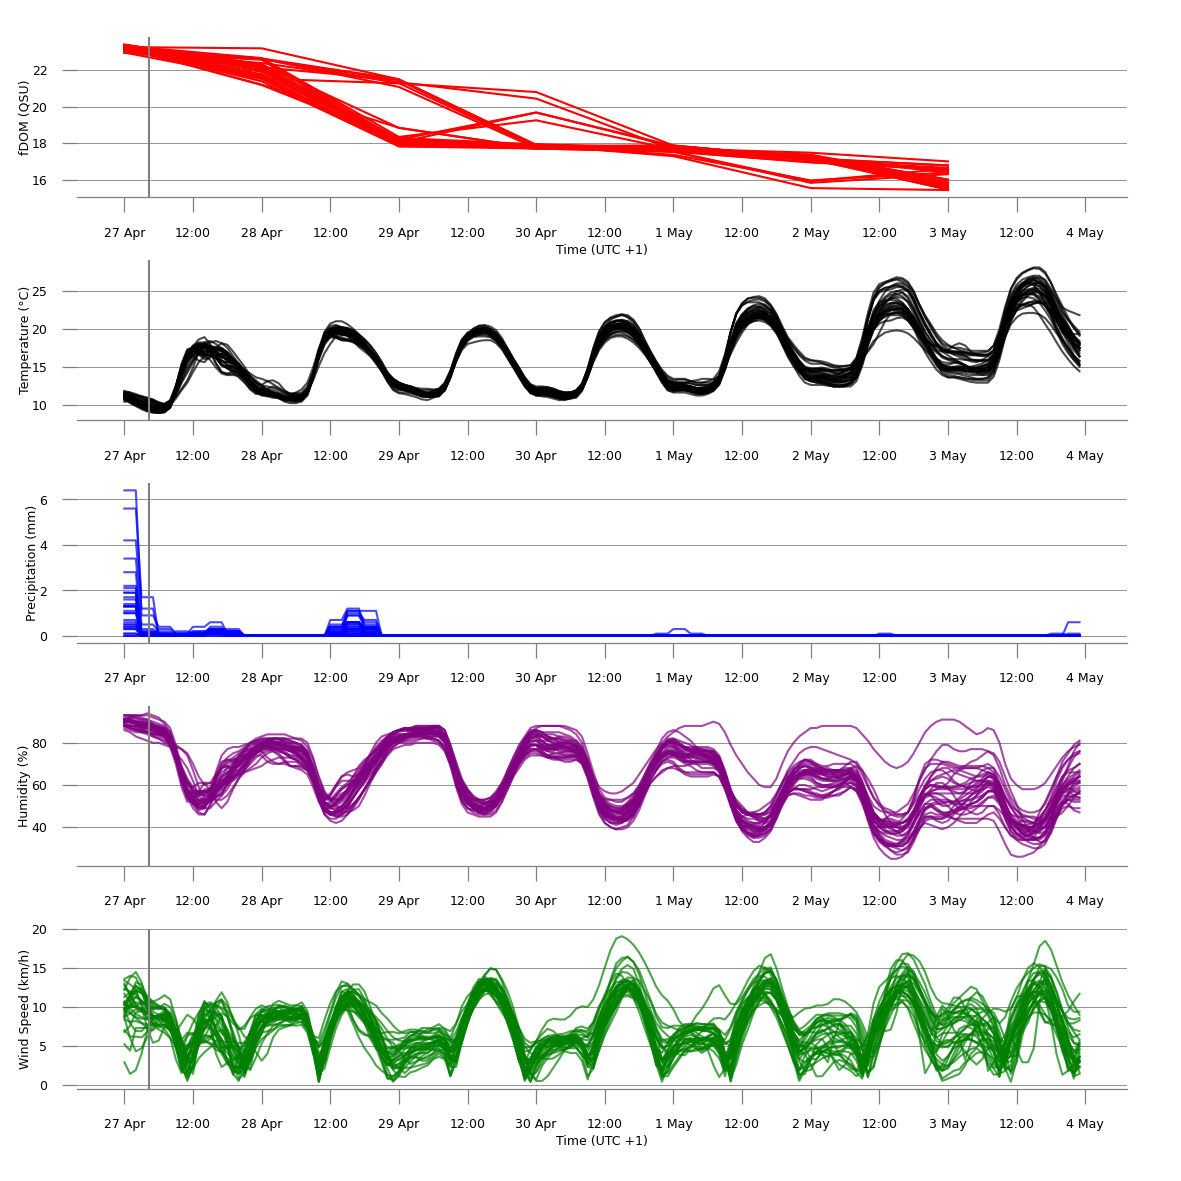 fDOM (QSU)
22
20
18
16
27 Apr 12:00 28 Apr 12:00 29 Apr 12:00 30 Apr 12:00 1 May 12:00 2 May 12:00 3 May 12:00 4 May
Time (UTC +1)
Temperature (°C)
25
20
15
10
27 Apr 12:00 28 Apr 12:00 29 Apr 12:00 30 Apr 12:00 1 May 12:00 2 May 12:00 3 May 12:00 4 May
Precipitation (mm)
6
4
2
0
27 Apr 12:00 28 Apr 12:00 29 Apr 12:00 30 Apr 12:00 1 May 12:00 2 May 12:00 3 May 12:00 4 May
Humidity (%)
80
60
40
27 Apr 12:00 28 Apr 12:00 29 Apr 12:00 30 Apr 12:00 1 May 12:00 2 May 12:00 3 May 12:00 4 May
Wind Speed (km/h)
20
15
10
5
0
27 Apr 12:00 28 Apr 12:00 29 Apr 12:00 30 Apr 12:00 1 May 12:00 2 May 12:00 3 May 12:00 4 May
Time (UTC +1)